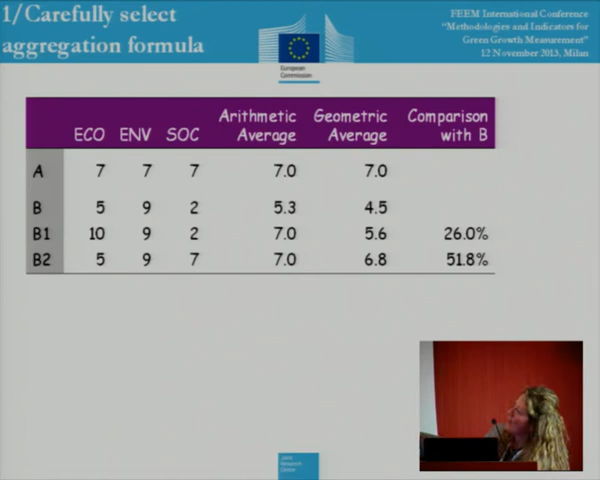 1/Carefully select
aggregation formula
European
Commission
FEEM International Conference
"Methodologies and Indicators for
Green Growth Measurement"
12 November 2013, Milan
ECO ENV SOC Arithmetic Average Geometric Average Comparison with B
A 7 7 7 7.0 7.0
B 5 9 2 5.3 4.5
B1 10 9 2 7.0 5.6 26.0%
B2 5 9 7 7.0 6.8 51.8%
Joint
Research
Centre